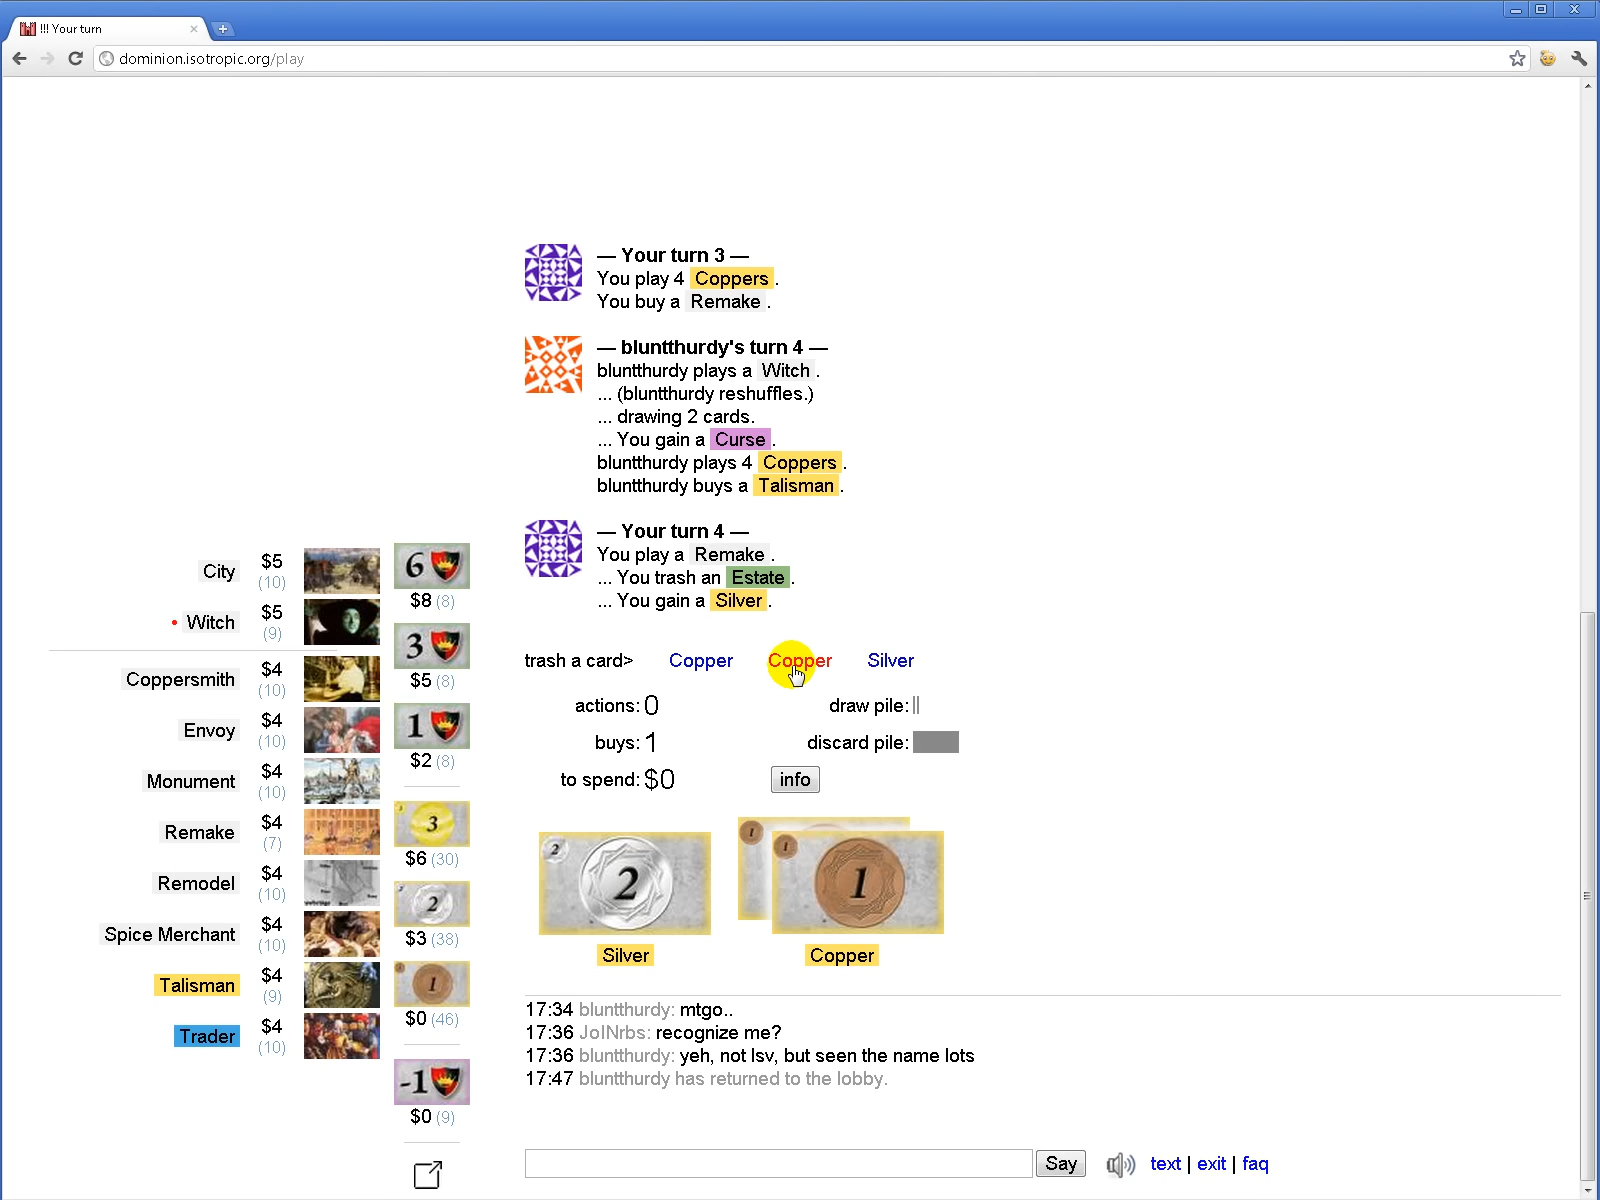 !!! Your turn
dominion.isotropic.org/play
— Your turn 3 —
You play 4 Coppers .
You buy a Remake .
— bluntthurdy's turn 4 —
bluntthurdy plays a Witch .
... (bluntthurdy reshuffles.)
... drawing 2 cards.
... You gain a Curse .
bluntthurdy plays 4 Coppers .
bluntthurdy buys a Talisman .
— Your turn 4 —
You play a Remake .
... You trash an Estate .
... You gain a Silver .
City $5 (10)
Witch $5 (9)
Coppersmith $4 (10)
Envoy $4 (10)
Monument $4 (10)
Remake $4 (7)
Remodel $4 (10)
Spice Merchant $4 (10)
Talisman $4 (9)
Trader $4 (10)
6
$8 (8)
3
$5 (8)
1
$2 (8)
3
$6 (30)
2
$3 (38)
1
$0 (46)
-1
$0 (9)
trash a card> Copper Copper Silver
actions: 0 draw pile:
buys: 1 discard pile:
to spend: $0 info
2 2
1 1 1
Silver Copper
17:34 bluntthurdy: mtgo..
17:36 JolNrbs: recognize me?
17:36 bluntthurdy: yeh, not lsv, but seen the name lots
17:47 bluntthurdy has returned to the lobby.
Say text | exit | faq